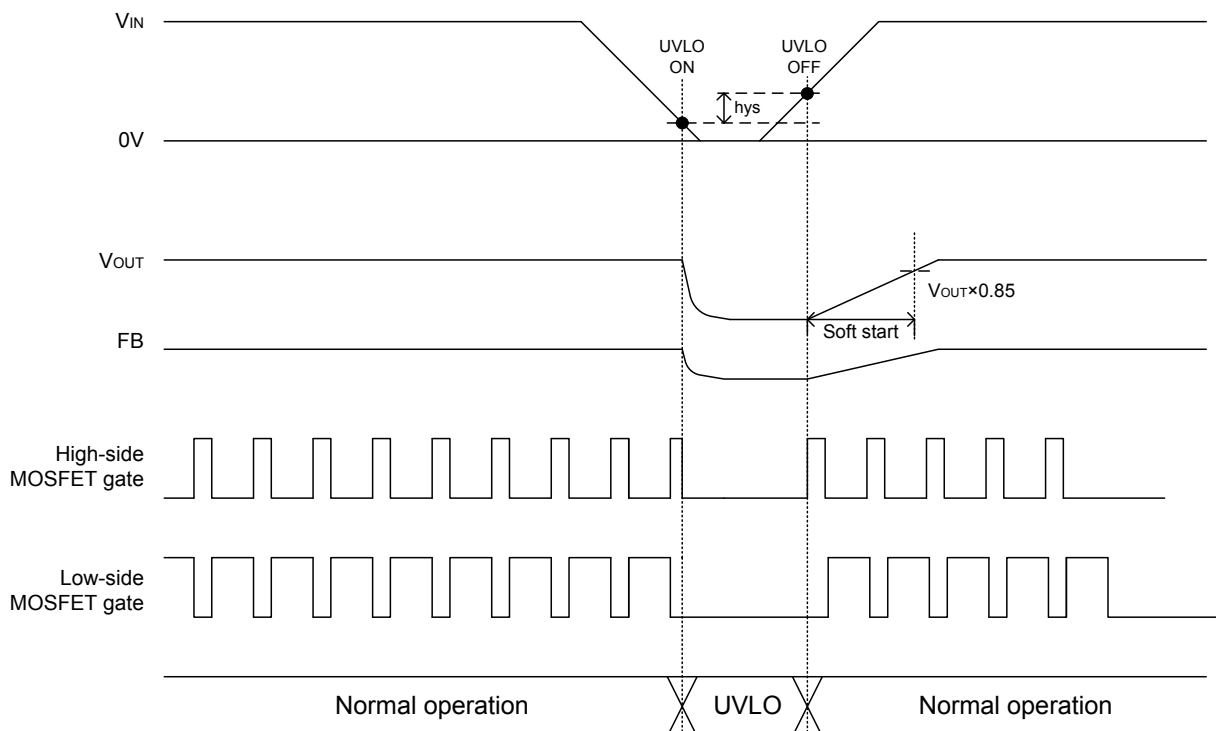 VIN
UVLO
ON
UVLO
OFF
hys
0V
VOUT
VOUT×0.85
Soft start
FB
High-side
MOSFET gate
Low-side
MOSFET gate
Normal operation
UVLO
Normal operation